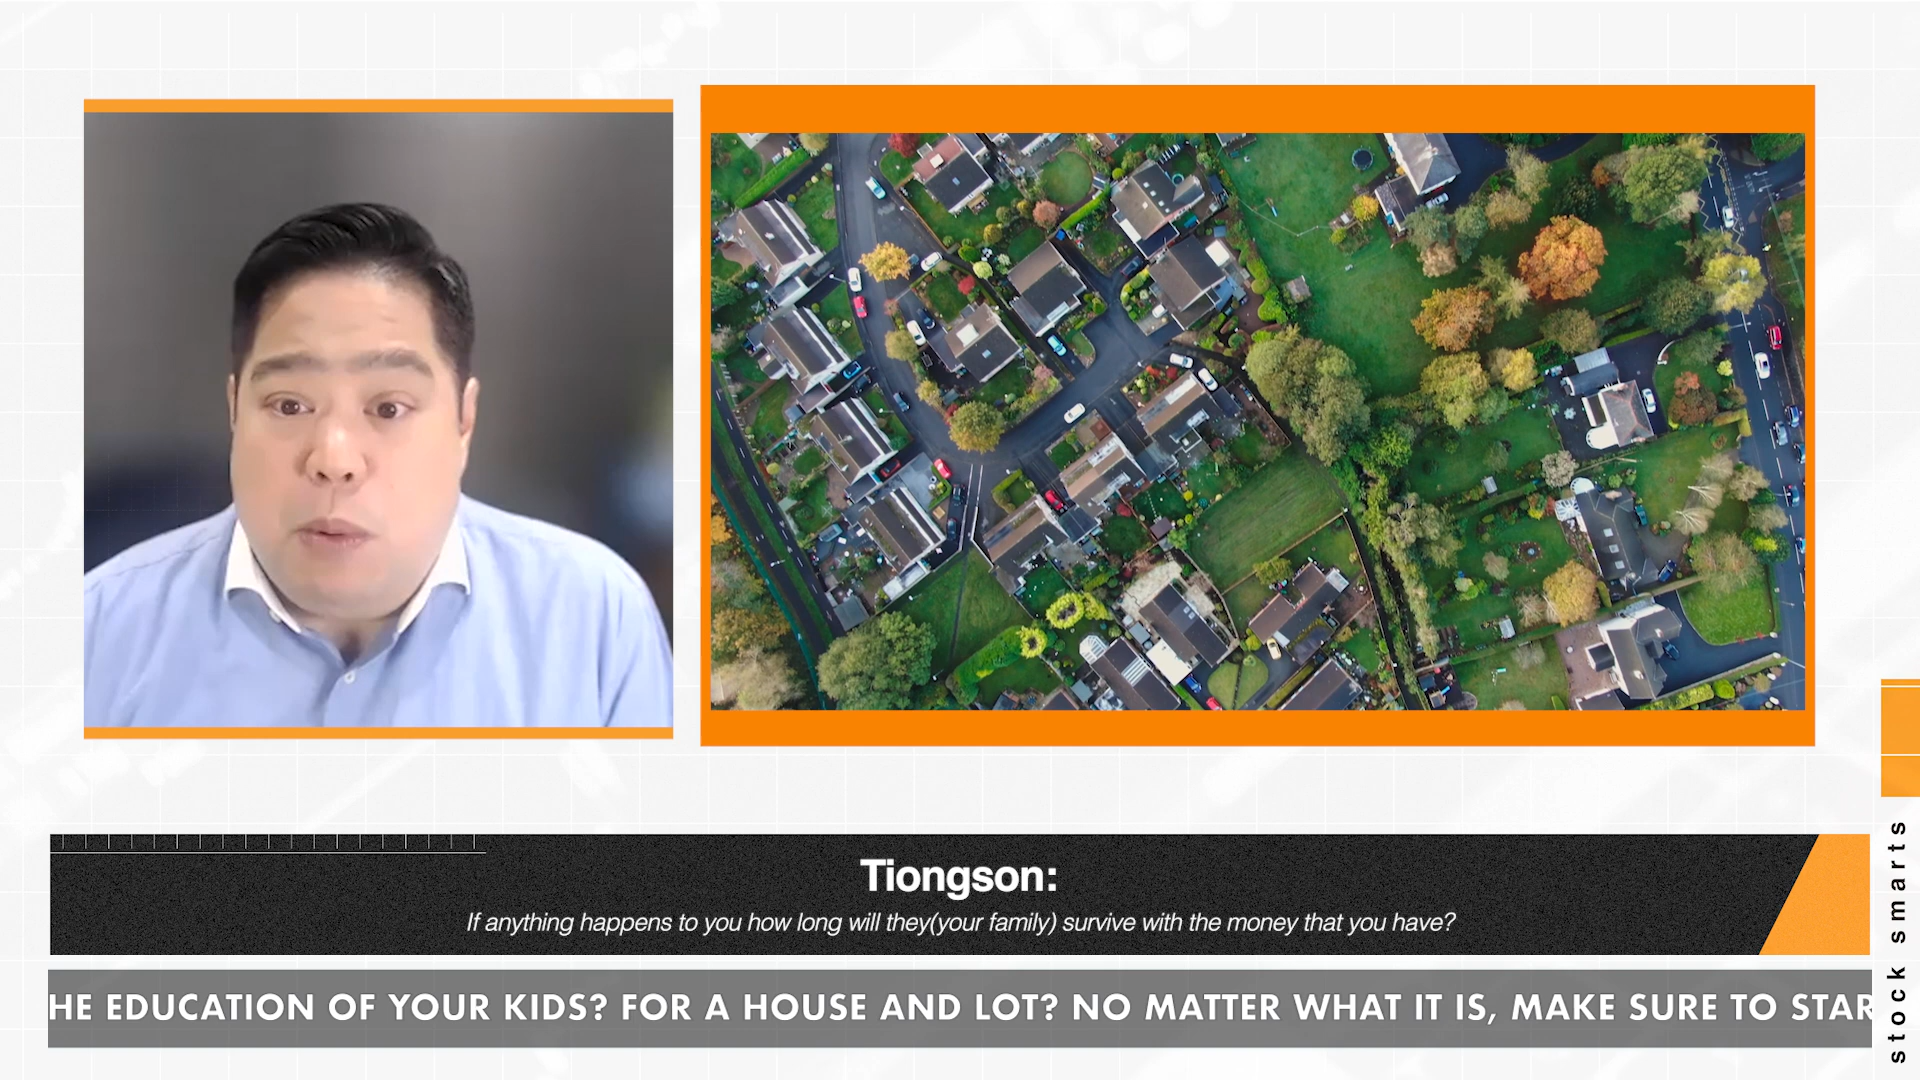 Tiongson:
If anything happens to you how long will they(your family) survive with the money that you have?
HE EDUCATION OF YOUR KIDS? FOR A HOUSE AND LOT? NO MATTER WHAT IT IS, MAKE SURE TO STAR
stock smarts